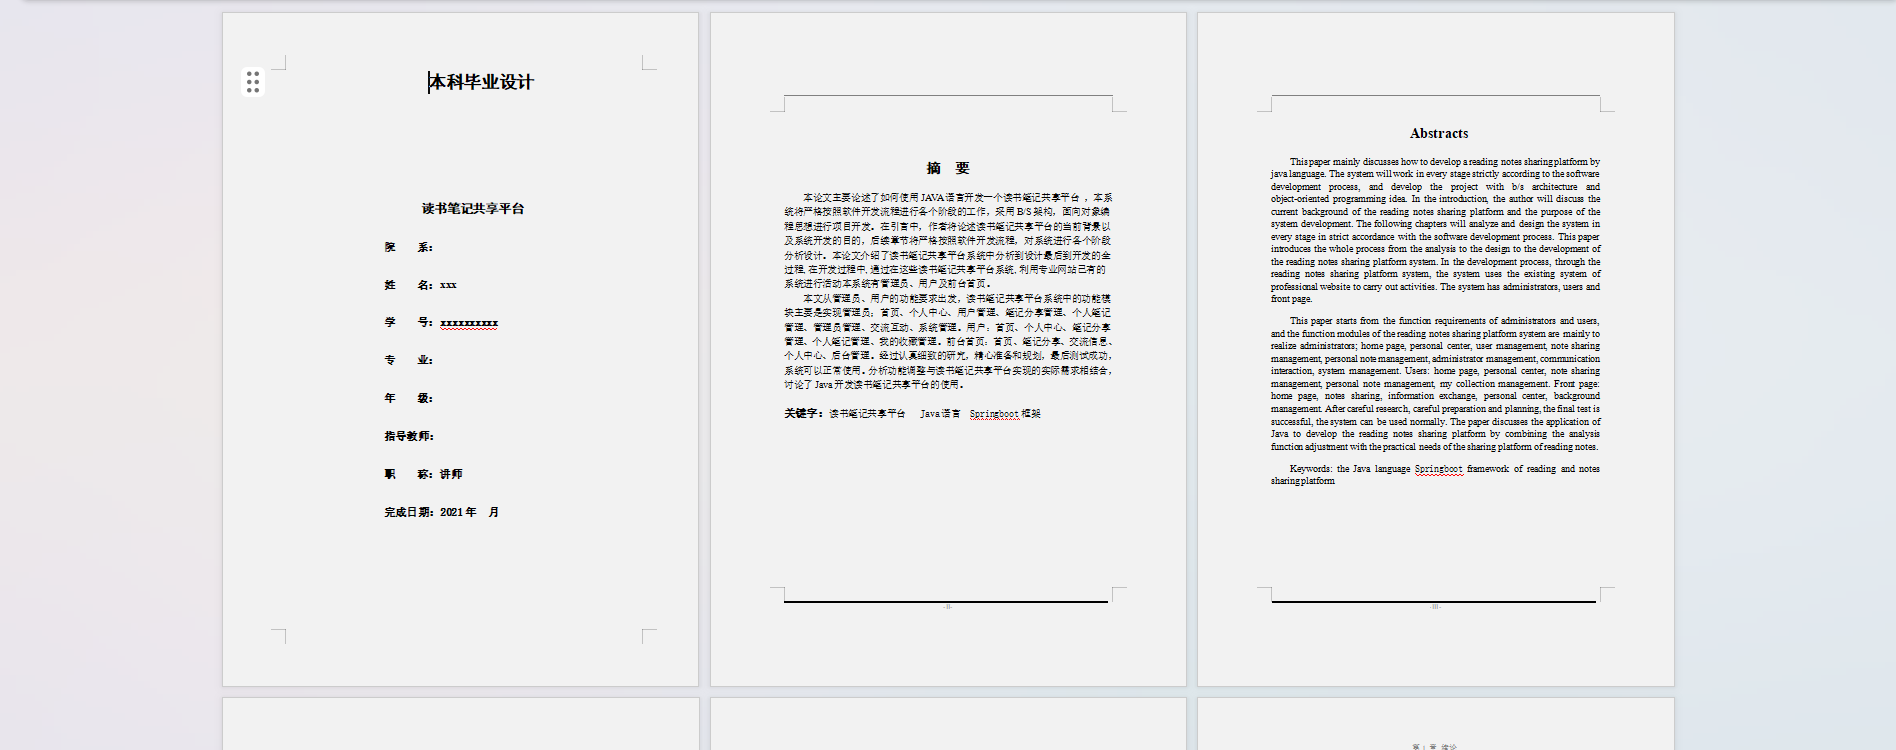 本科毕业设计
读书笔记共享平台
院 系：
姓 名：xxx
学 号：xxxxxxxxxx
专 业：
年 级：
指导教师：
职 称：讲师
完成日期：2021 年 月
摘 要
本论文主要论述了如何使用 JAVA 语言开发一个读书笔记共享平台 ，本系
统将严格按照软件开发流程进行各个阶段的工作，采用 B/S 架构，面向对象编
程思想进行项目开发。在引言中，作者将论述读书笔记共享平台的当前背景以
及系统开发的目的，后续章节将严格按照软件开发流程，对系统进行各个阶段
分析设计。本论文介绍了读书笔记共享平台系统中分析到设计最后到开发的全
过程, 在开发过程中, 通过在这些读书笔记共享平台系统, 利用专业网站已有的
系统进行活动本系统有管理员、用户及前台首页。
本文从管理员、用户的功能要求出发，读书笔记共享平台系统中的功能模
块主要是实现管理员；首页、个人中心、用户管理、笔记分享管理、个人笔记
管理、管理员管理、交流互动、系统管理。用户；首页、个人中心、笔记分享
管理、个人笔记管理、我的收藏管理。前台首页：首页、笔记分享、交流信息、
个人中心、后台管理。经过认真细致的研究，精心准备和规划，最后测试成功，
系统可以正常使用。分析功能调整与读书笔记共享平台实现的实际需求相结合，
讨论了 Java 开发读书笔记共享平台的使用。
关键字：读书笔记共享平台 Java 语言 Springboot 框架
-II-
Abstracts
This paper mainly discusses how to develop a reading notes sharing platform by
java language. The system will work in every stage strictly according to the software
development process, and develop the project with b/s architecture and
object-oriented programming idea. In the introduction, the author will discuss the
current background of the reading notes sharing platform and the purpose of the
system development. The following chapters will analyze and design the system in
every stage in strict accordance with the software development process. This paper
introduces the whole process from the analysis to the design to the development of
the reading notes sharing platform system. In the development process, through the
reading notes sharing platform system, the system uses the existing system of
professional website to carry out activities. The system has administrators, users and
front page.
This paper starts from the function requirements of administrators and users,
and the function modules of the reading notes sharing platform system are mainly to
realize administrators; home page, personal center, user management, note sharing
management, personal note management, administrator management, communication
interaction, system management. Users: home page, personal center, note sharing
management, personal note management, my collection management. Front page:
home page, notes sharing, information exchange, personal center, background
management. After careful research, careful preparation and planning, the final test is
successful, the system can be used normally. The paper discusses the application of
Java to develop the reading notes sharing platform by combining the analysis
function adjustment with the practical needs of the sharing platform of reading notes.
Keywords: the Java language Springboot framework of reading and notes
sharing platform
-III-
第 1 章 绪论